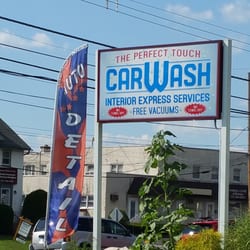 THE PERFECT TOUCH
CARWASH
INTERIOR EXPRESS SERVICES
FREE VACUUMS
AUTO
DETAIL